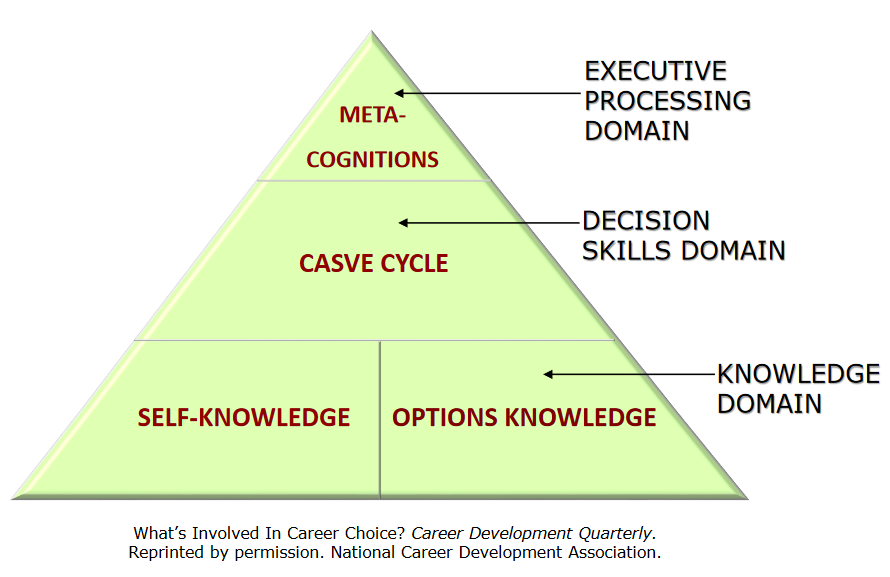 META-
COGNITIONS
EXECUTIVE
PROCESSING
DOMAIN
CASVE CYCLE
DECISION
SKILLS DOMAIN
SELF-KNOWLEDGE
OPTIONS KNOWLEDGE
KNOWLEDGE
DOMAIN
What’s Involved In Career Choice? Career Development Quarterly.
Reprinted by permission. National Career Development Association.